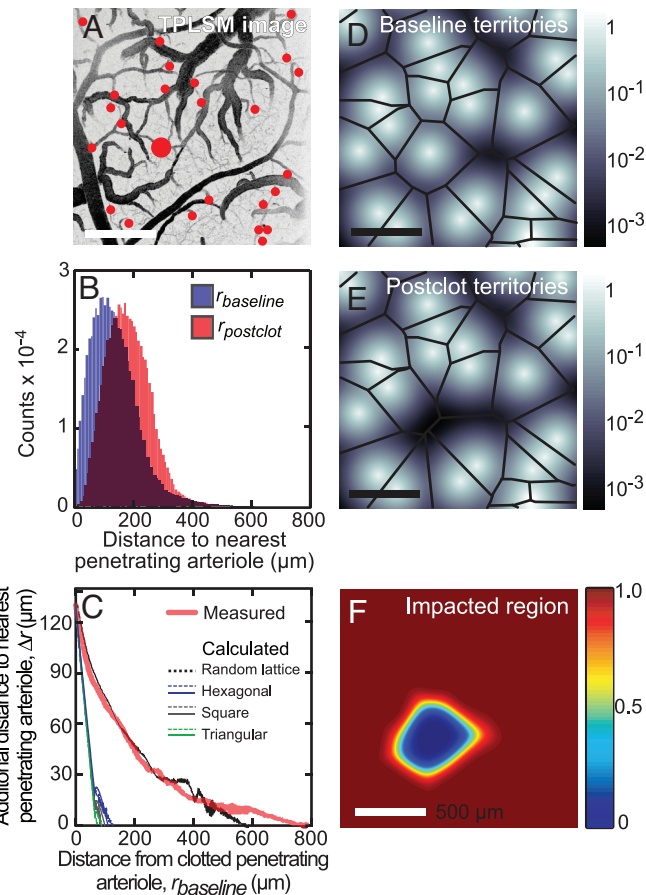 A
TPLSM image
B
r baseline
r postclot
3
2
1
0
Counts x 10-4
0
200
400
600
800
Distance to nearest
penetrating arteriole (μm)
C
Measured
Calculated
Random lattice
Hexagonal
Square
Triangular
120
90
60
30
0
Additional distance to nearest
penetrating arteriole, Δr (μm)
0
200
400
600
800
Distance from clotted penetrating
arteriole, rbaseline (μm)
D
Baseline territories
1
10-1
10-2
10-3
E
Postclot territories
1
10-1
10-2
10-3
F
Impacted region
500 μm
1.0
0.5
0